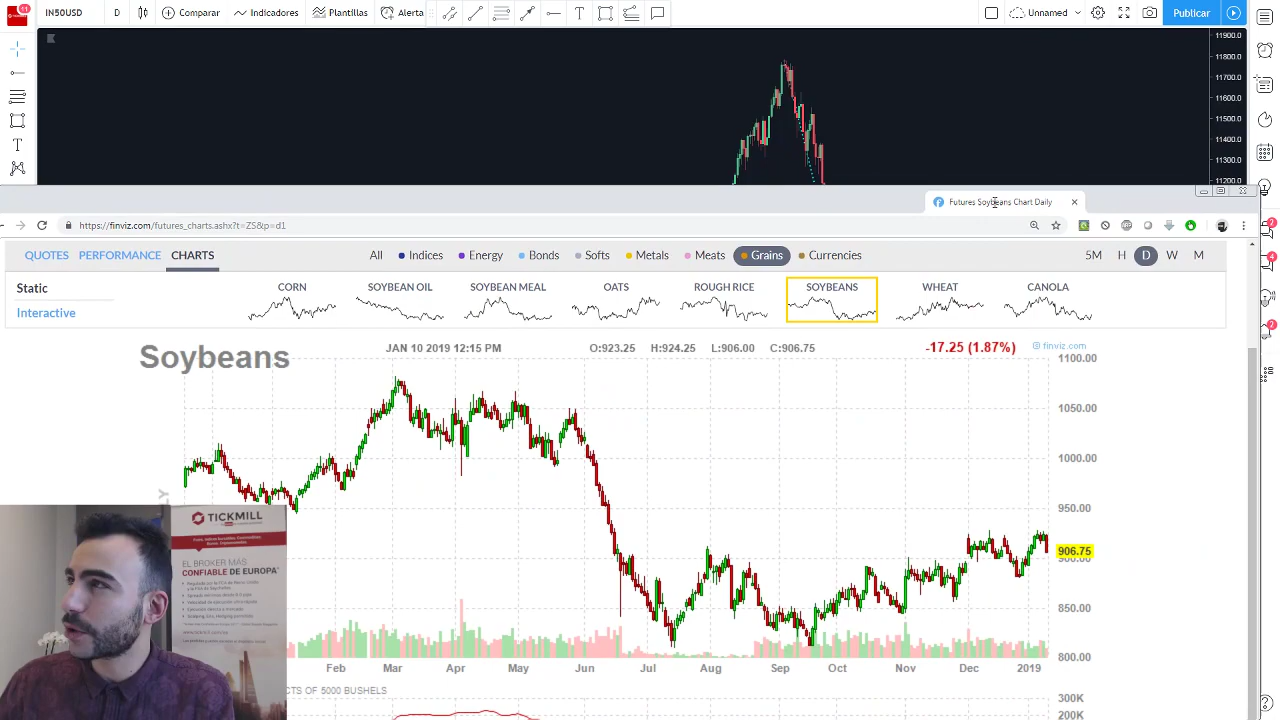 11
IN50USD
D
Comparar
Indicadores
Plantillas
Alerta
Unnamed
Publicar
11900.0
11800.0
11700.0
11600.0
11500.0
11400.0
11300.0
11200.0
Futures Soybeans Chart Daily
https://finviz.com/futures_charts.ashx?t=ZS&p=d1
QUOTES PERFORMANCE CHARTS
All Indices Energy Bonds Softs Metals Meats Grains Currencies
5M H D W M
Static
Interactive
CORN SOYBEAN OIL SOYBEAN MEAL OATS ROUGH RICE SOYBEANS WHEAT CANOLA
2
4
2
Soybeans
JAN 10 2019 12:15 PM O:923.25 H:924.25 L:906.00 C:906.75 -17.25 (1.87%)
finviz.com
1100.00
1050.00
1000.00
950.00
906.75
900.00
850.00
800.00
Feb Mar Apr May Jun Jul Aug Sep Oct Nov Dec 2019
CTS OF 5000 BUSHELS
300K
200K
TICKMILL
EL BROKER MÁS
CONFIABLE DE EUROPA*